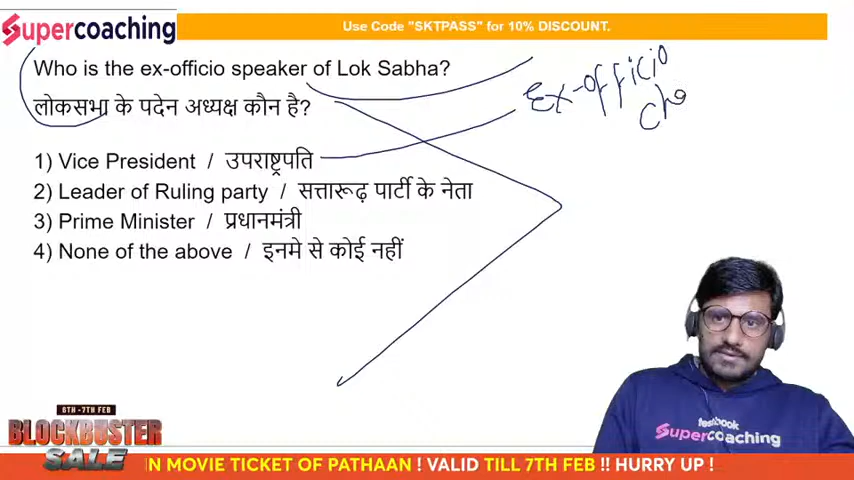 Supercoaching
Use Code "SKTPASS" for 10% DISCOUNT.
Who is the ex-officio speaker of Lok Sabha?
लोकसभा के पदेन अध्यक्ष कौन है?
Ex-officio
1) Vice President / उपराष्ट्रपति
2) Leader of Ruling party / सत्तारूढ़ पार्टी के नेता
3) Prime Minister / प्रधानमंत्री
4) None of the above / इनमे से कोई नहीं
testbook
Supercoaching
6TH -7TH FEB
BLOCKBUSTER
SALE
IN MOVIE TICKET OF PATHAAN ! VALID TILL 7TH FEB !! HURRY UP !